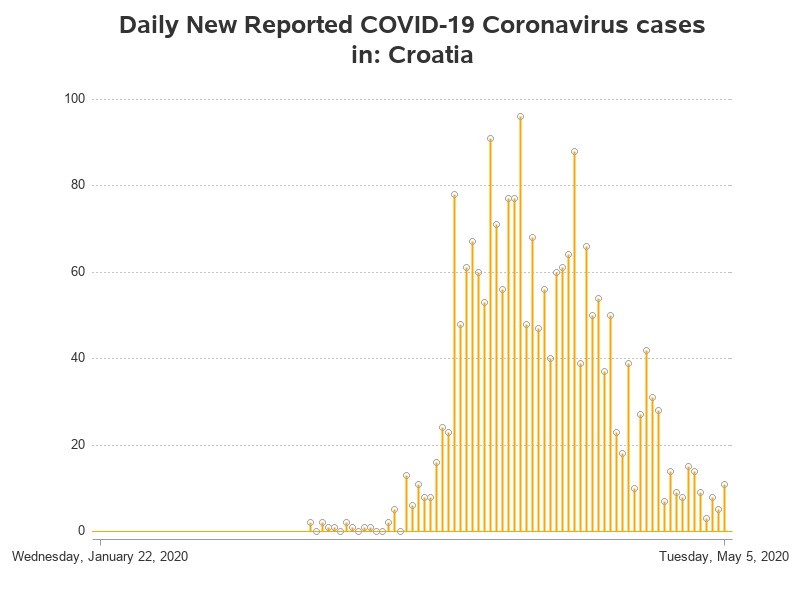 Daily New Reported COVID-19 Coronavirus cases
in: Croatia
100
80
60
40
20
0
Wednesday, January 22, 2020 Tuesday, May 5, 2020